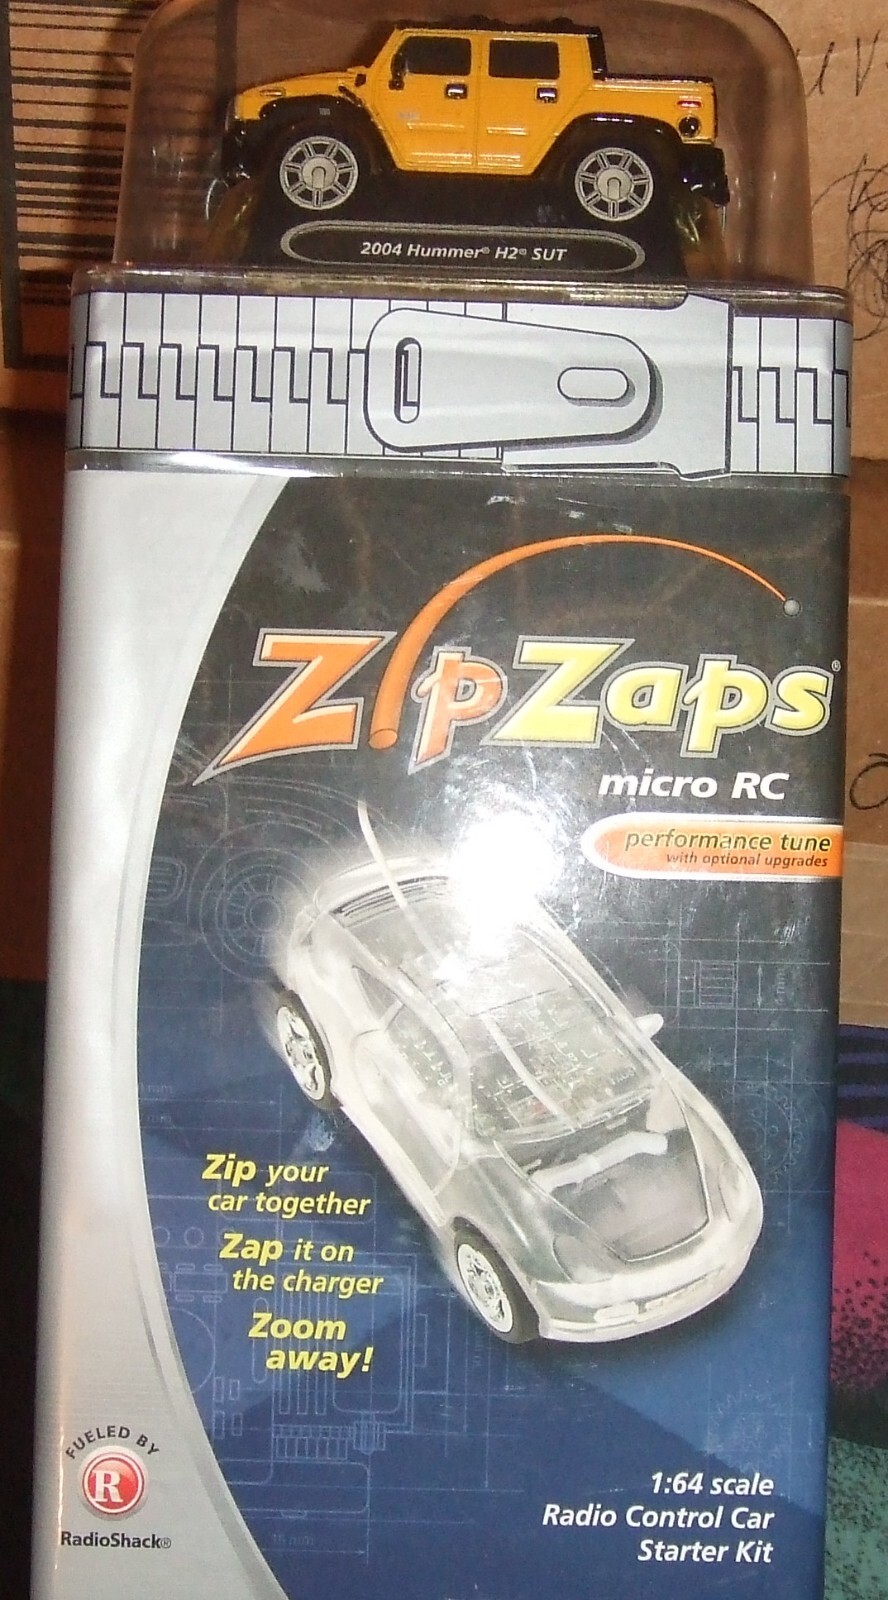 2004 Hummer® H2® SUT
ZipZaps®
micro RC
performance tune
with optional upgrades
Zip your
car together
Zap it on
the charger
Zoom
away!
FUELED BY
R
RadioShack®
1:64 scale
Radio Control Car
Starter Kit